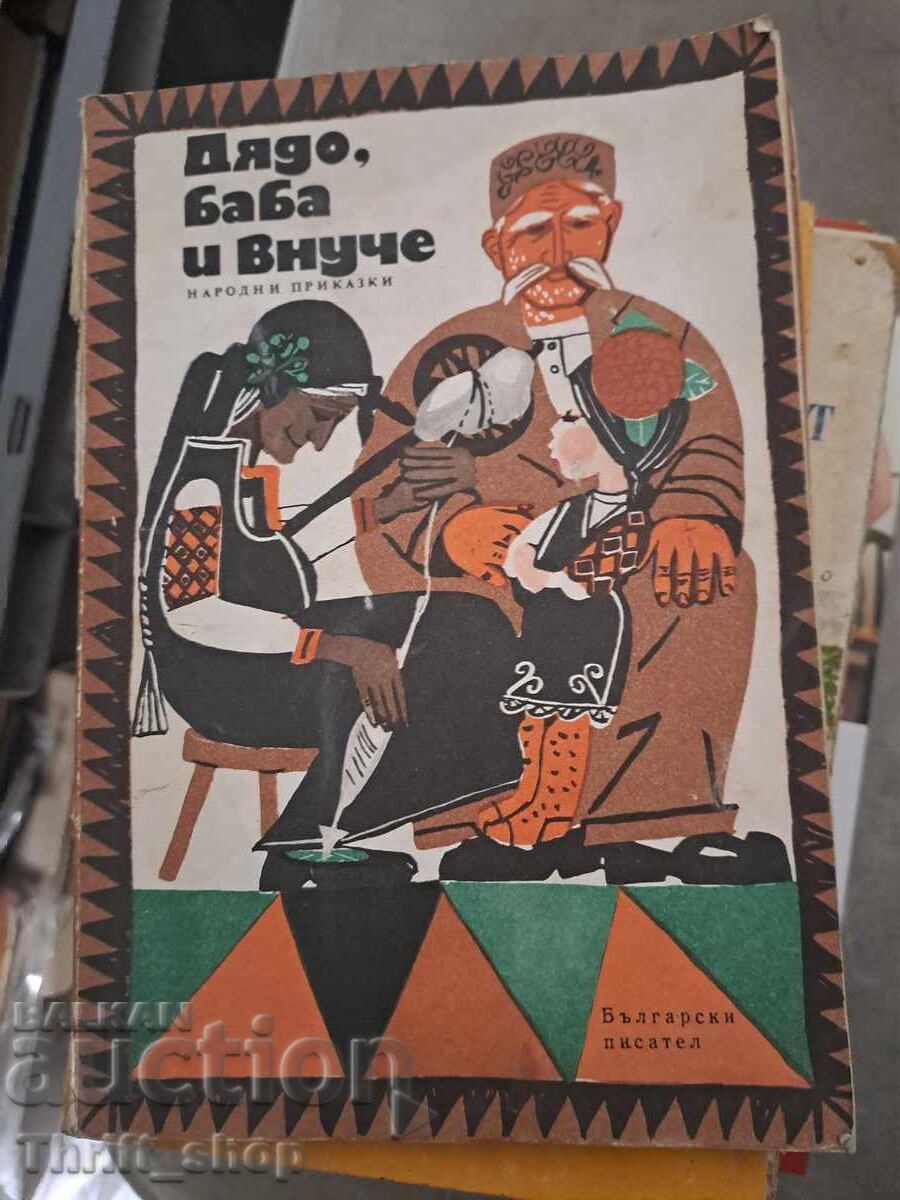 Дядо,
баба
и внуче
НАРОДНИ ПРИКАЗКИ
Български
писател
Т
BALKAN
auction
Thrift_shop